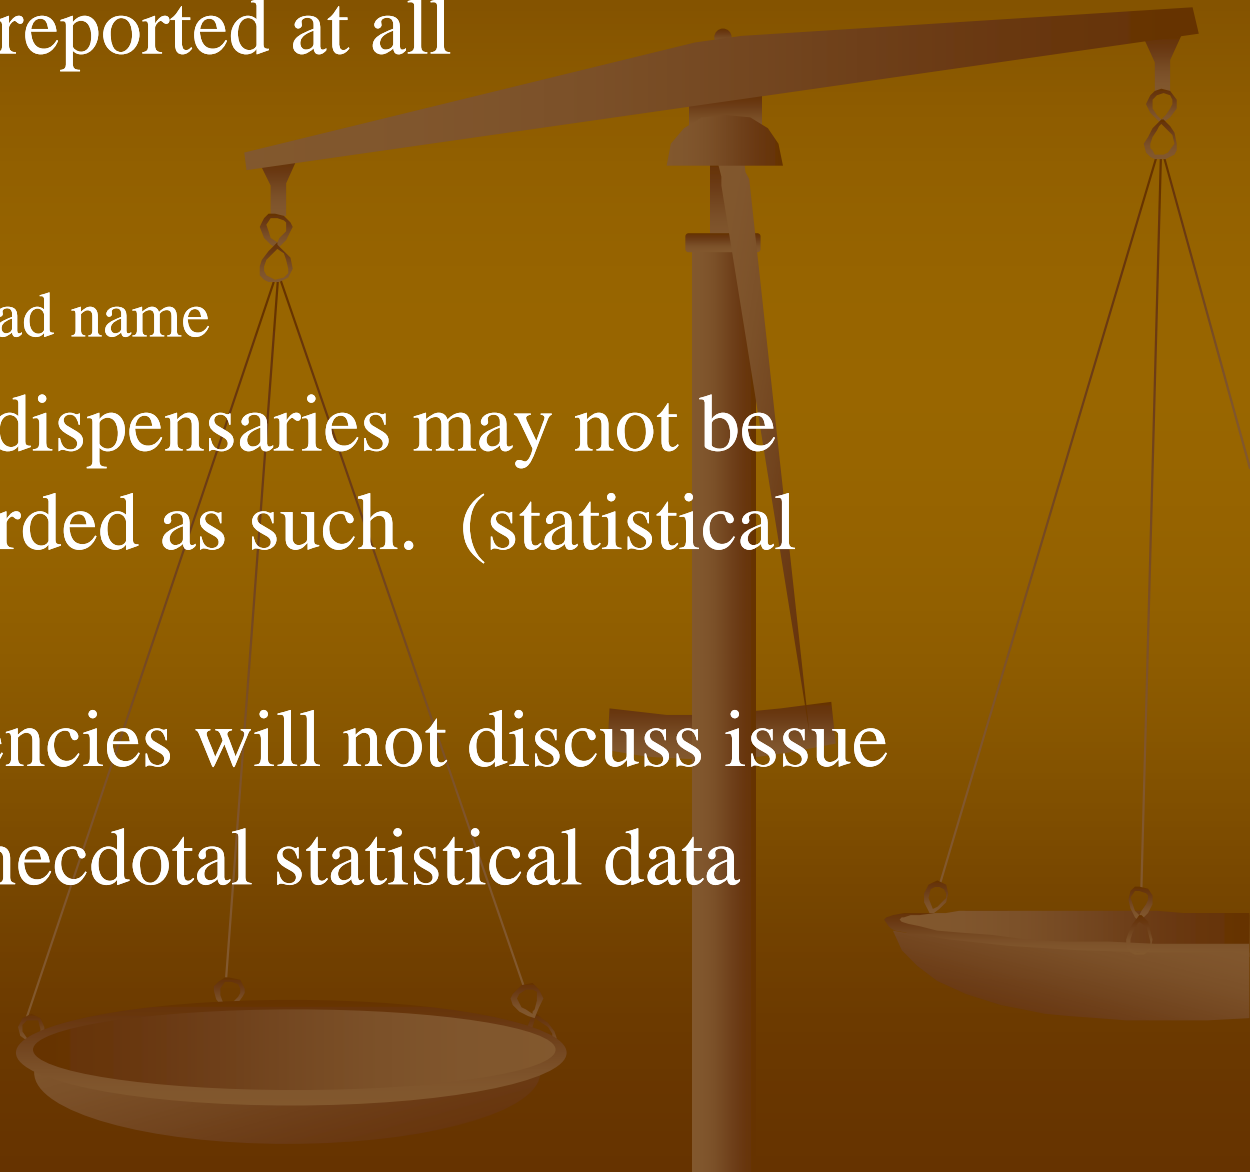 reported at all
ad name
dispensaries may not be
rded as such.  (statistical
encies will not discuss issue
necdotal statistical data